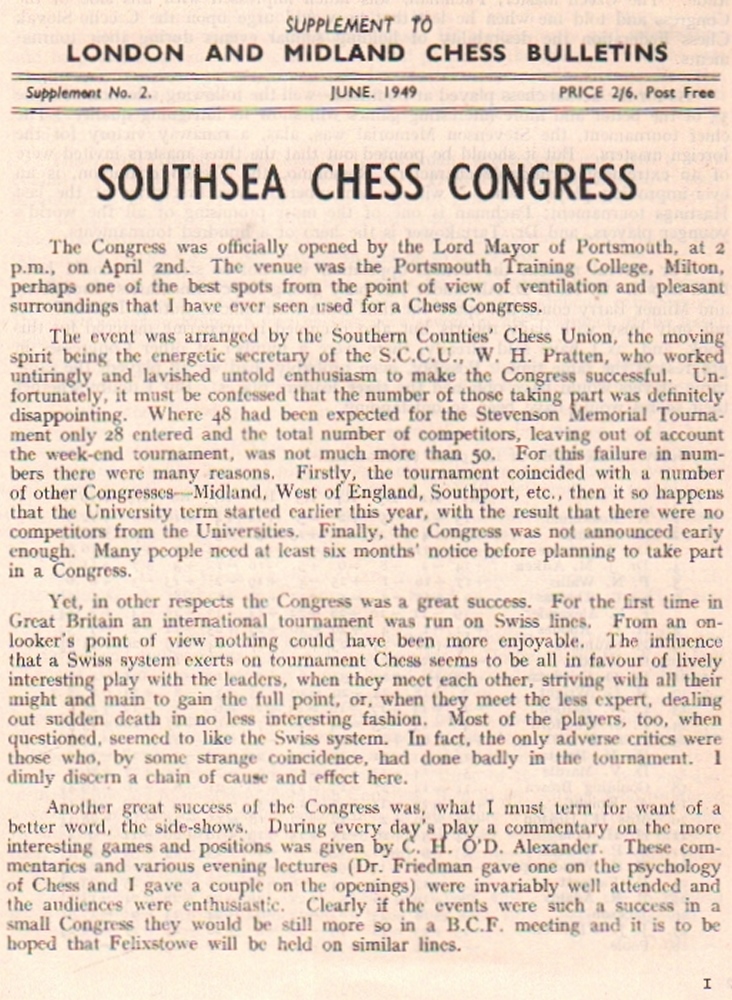 SUPPLEMENT TO
LONDON AND MIDLAND CHESS BULLETINS
Supplement No. 2. JUNE. 1949 PRICE 2/6, Post Free
SOUTHSEA CHESS CONGRESS
The Congress was officially opened by the Lord Mayor of Portsmouth, at 2
p.m., on April 2nd. The venue was the Portsmouth Training College, Milton,
perhaps one of the best spots from the point of view of ventilation and pleasant
surroundings that I have ever seen used for a Chess Congress.
The event was arranged by the Southern Counties' Chess Union, the moving
spirit being the energetic secretary of the S.C.C.U., W. H. Pratten, who worked
untiringly and lavished untold enthusiasm to make the Congress successful. Un-
fortunately, it must be confessed that the number of those taking part was definitely
disappointing. Where 48 had been expected for the Stevenson Memorial Tourna-
ment only 28 entered and the total number of competitors, leaving out of account
the week-end tournament, was not much more than 50. For this failure in num-
bers there were many reasons. Firstly, the tournament coincided with a number
of other Congresses—Midland, West of England, Southport, etc., then it so happens
that the University term started earlier this year, with the result that there were no
competitors from the Universities. Finally, the Congress was not announced early
enough. Many people need at least six months' notice before planning to take part
in a Congress.
Yet, in other respects the Congress was a great success. For the first time in
Great Britain an international tournament was run on Swiss lines. From an on-
looker's point of view nothing could have been more enjoyable. The influence
that a Swiss system exerts on tournament Chess seems to be all in favour of lively
interesting play with the leaders, when they meet each other, striving with all their
might and main to gain the full point, or, when they meet the less expert, dealing
out sudden death in no less interesting fashion. Most of the players, too, when
questioned, seemed to like the Swiss system. In fact, the only adverse critics were
those who, by some strange coincidence, had done badly in the tournament. I
dimly discern a chain of cause and effect here.
Another great success of the Congress was, what I must term for want of a
better word, the side-shows. During every day's play a commentary on the more
interesting games and positions was given by C. H. O'D. Alexander. These com-
mentaries and various evening lectures (Dr. Friedman gave one on the psychology
of Chess and I gave a couple on the openings) were invariably well attended and
the audiences were enthusiastic. Clearly if the events were such a success in a
small Congress they would be still more so in a B.C.F. meeting and it is to be
hoped that Felixstowe will be held on similar lines.
I